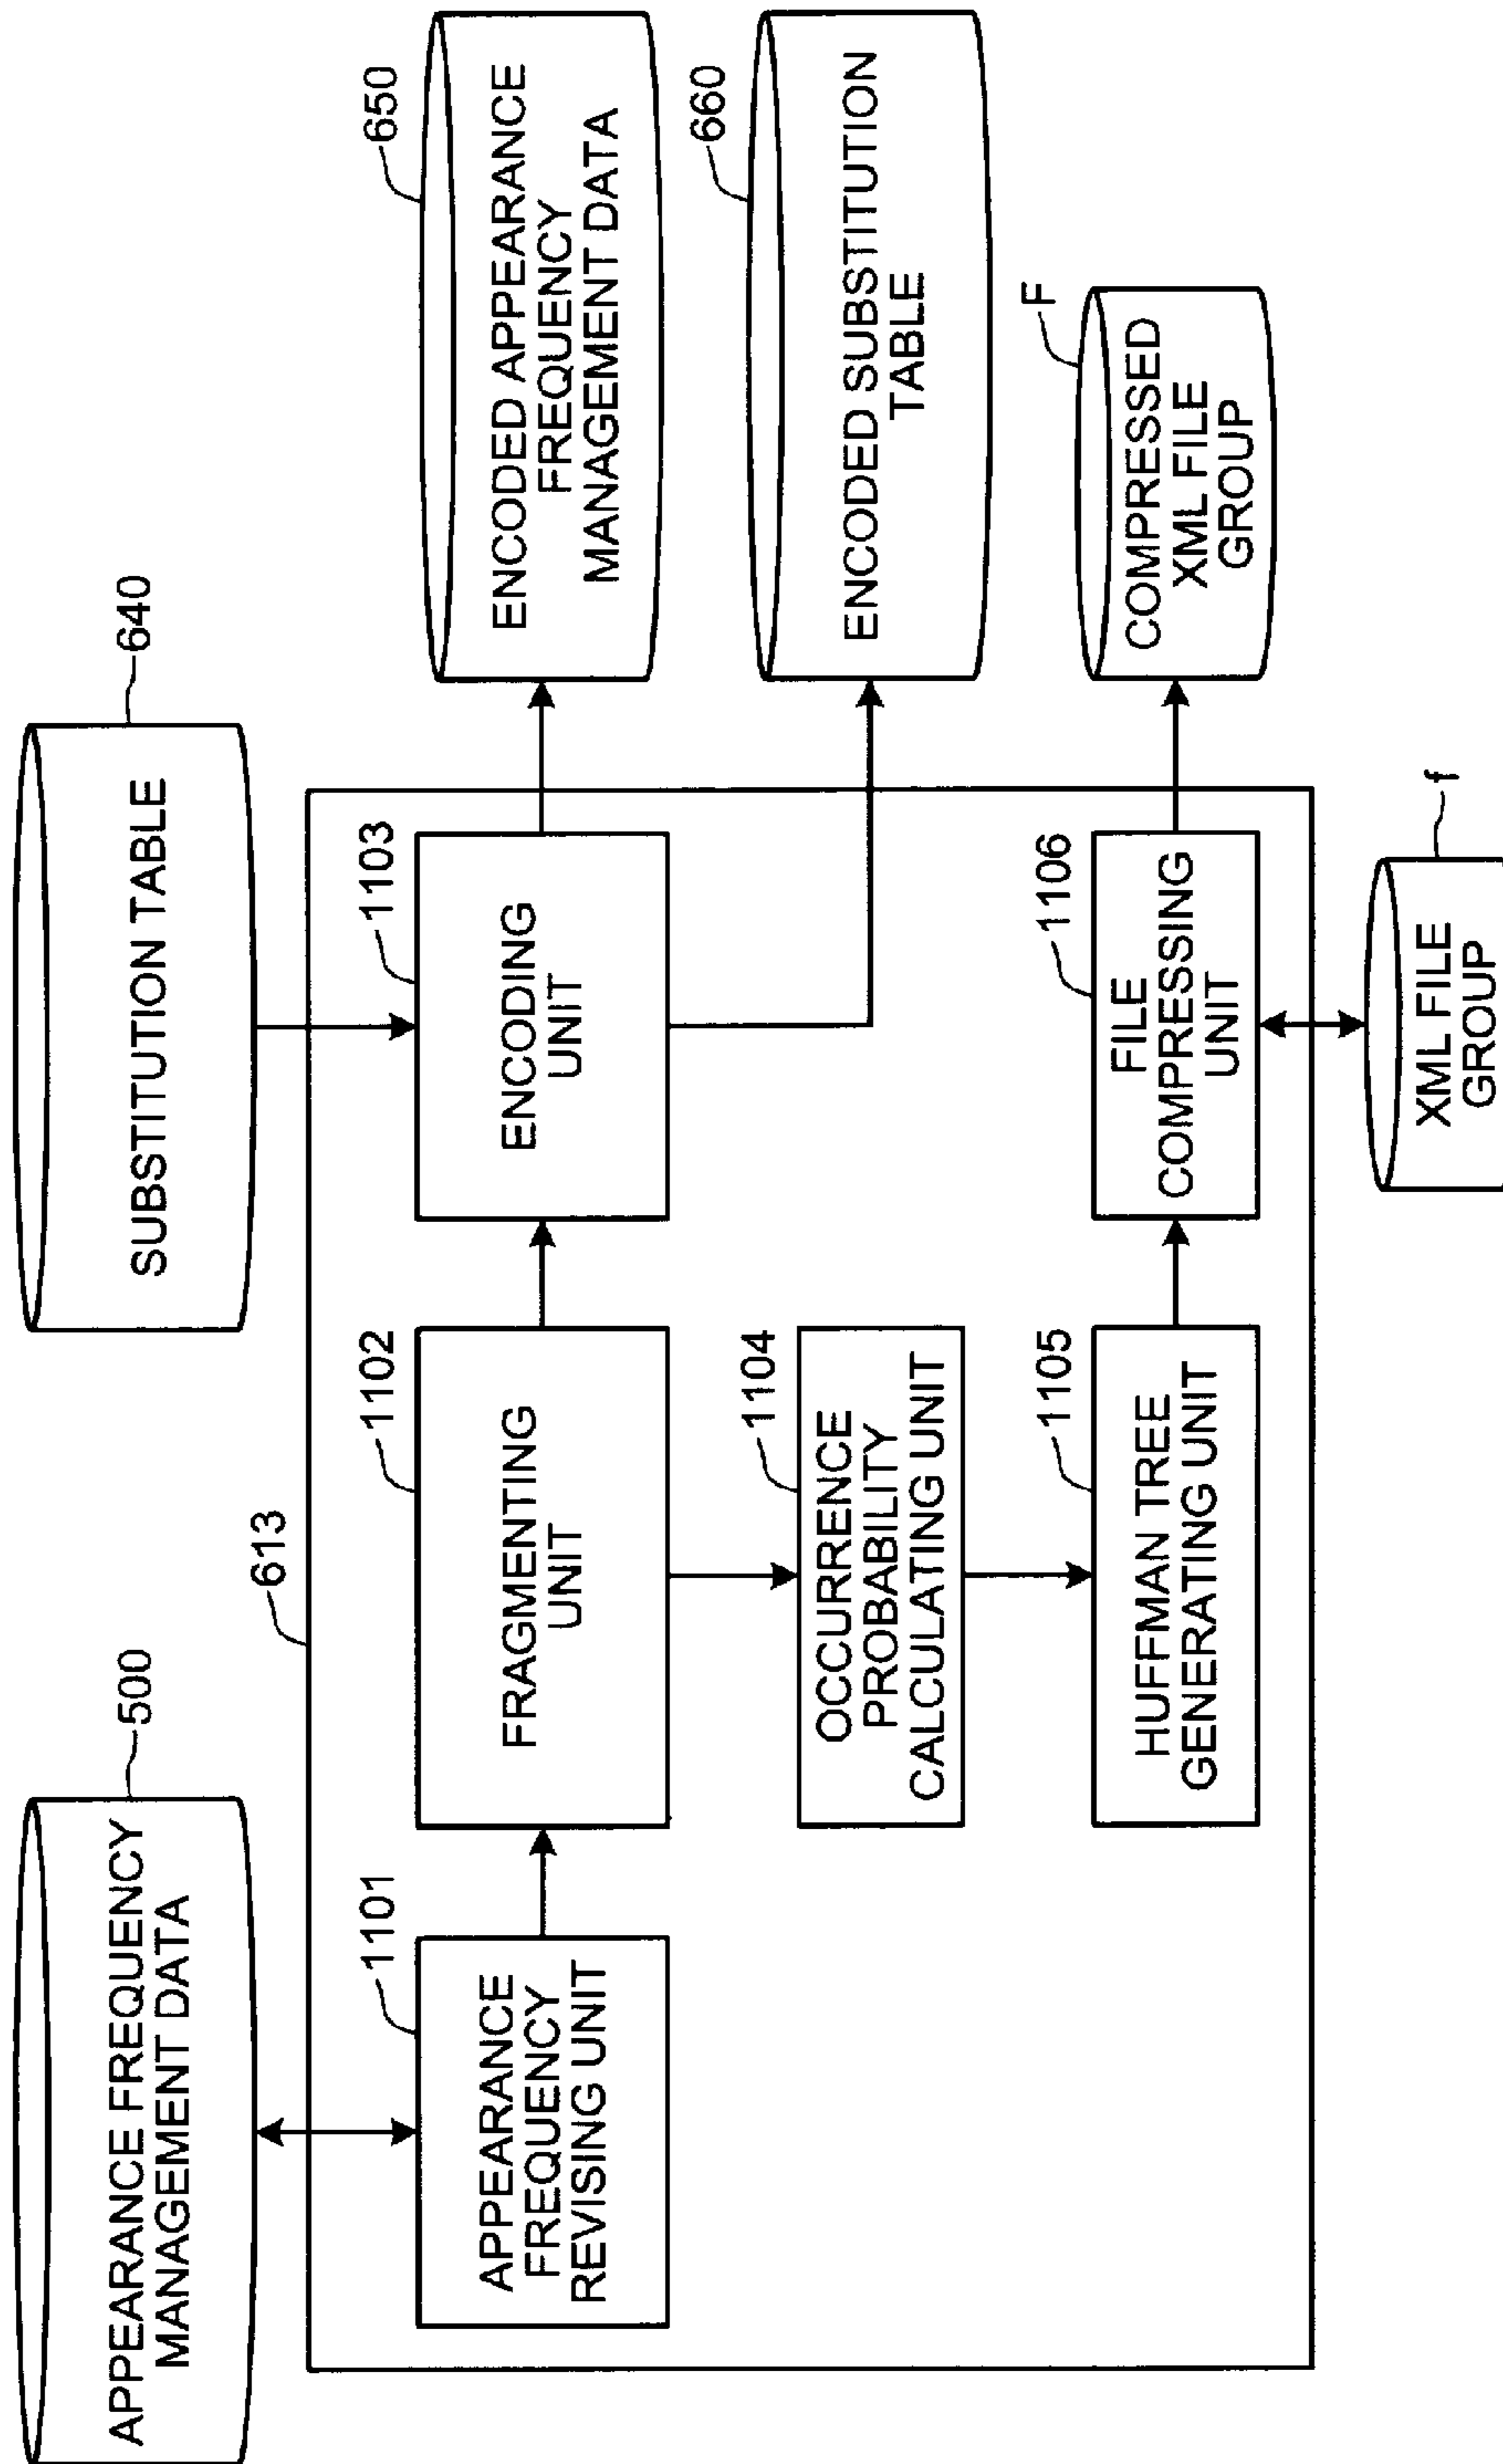 APPEARANCE FREQUENCY
MANAGEMENT DATA
500
SUBSTITUTION TABLE
640
613
APPEARANCE
FREQUENCY
REVISING UNIT
1101
FRAGMENTING
UNIT
1102
ENCODING
UNIT
1103
ENCODED APPEARANCE
FREQUENCY
MANAGEMENT DATA
650
OCCURRENCE
PROBABILITY
CALCULATING UNIT
1104
ENCODED SUBSTITUTION
TABLE
660
HUFFMAN TREE
GENERATING UNIT
1105
FILE
COMPRESSING
UNIT
1106
COMPRESSED
XML FILE
GROUP
F
XML FILE
GROUP
f